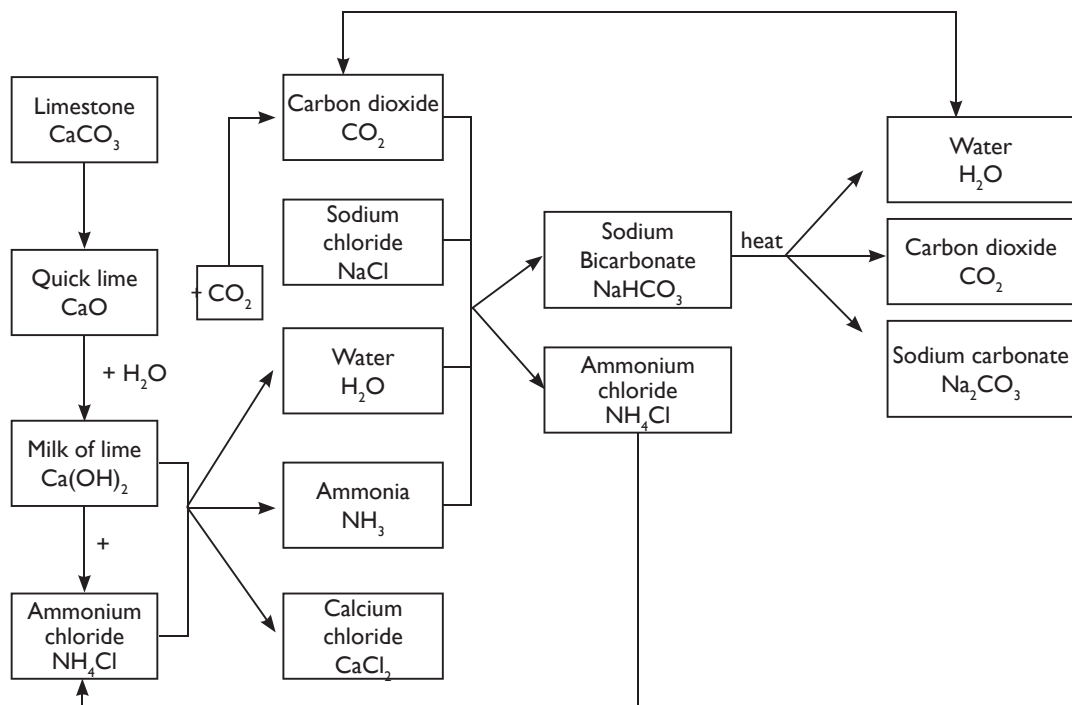 Limestone
CaCO₃
Quick lime
CaO
+ H₂O
Milk of lime
Ca(OH)₂
+
Ammonium
chloride
NH₄Cl
+ CO₂
Carbon dioxide
CO₂
Sodium
chloride
NaCl
Water
H₂O
Ammonia
NH₃
Calcium
chloride
CaCl₂
Sodium
Bicarbonate
NaHCO₃
Ammonium
chloride
NH₄Cl
heat
Water
H₂O
Carbon dioxide
CO₂
Sodium carbonate
Na₂CO₃